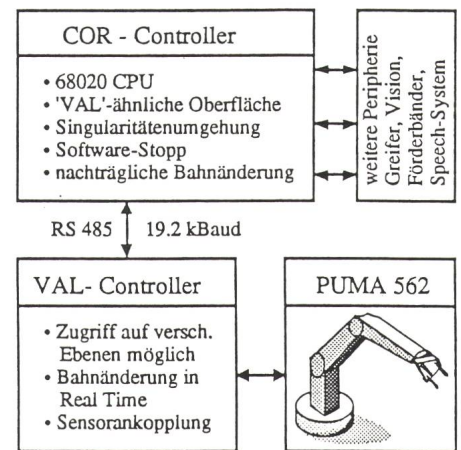 COR - Controller
• 68020 CPU
• 'VAL'-ähnliche Oberfläche
• Singularitätenumgehung
• Software-Stopp
• nachträgliche Bahnänderung
weitere Peripherie
Greifer, Vision,
Förderbänder,
Speech-System
RS 485 19.2 kBaud
VAL- Controller
• Zugriff auf versch.
Ebenen möglich
• Bahnänderung in
Real Time
• Sensorankopplung
PUMA 562